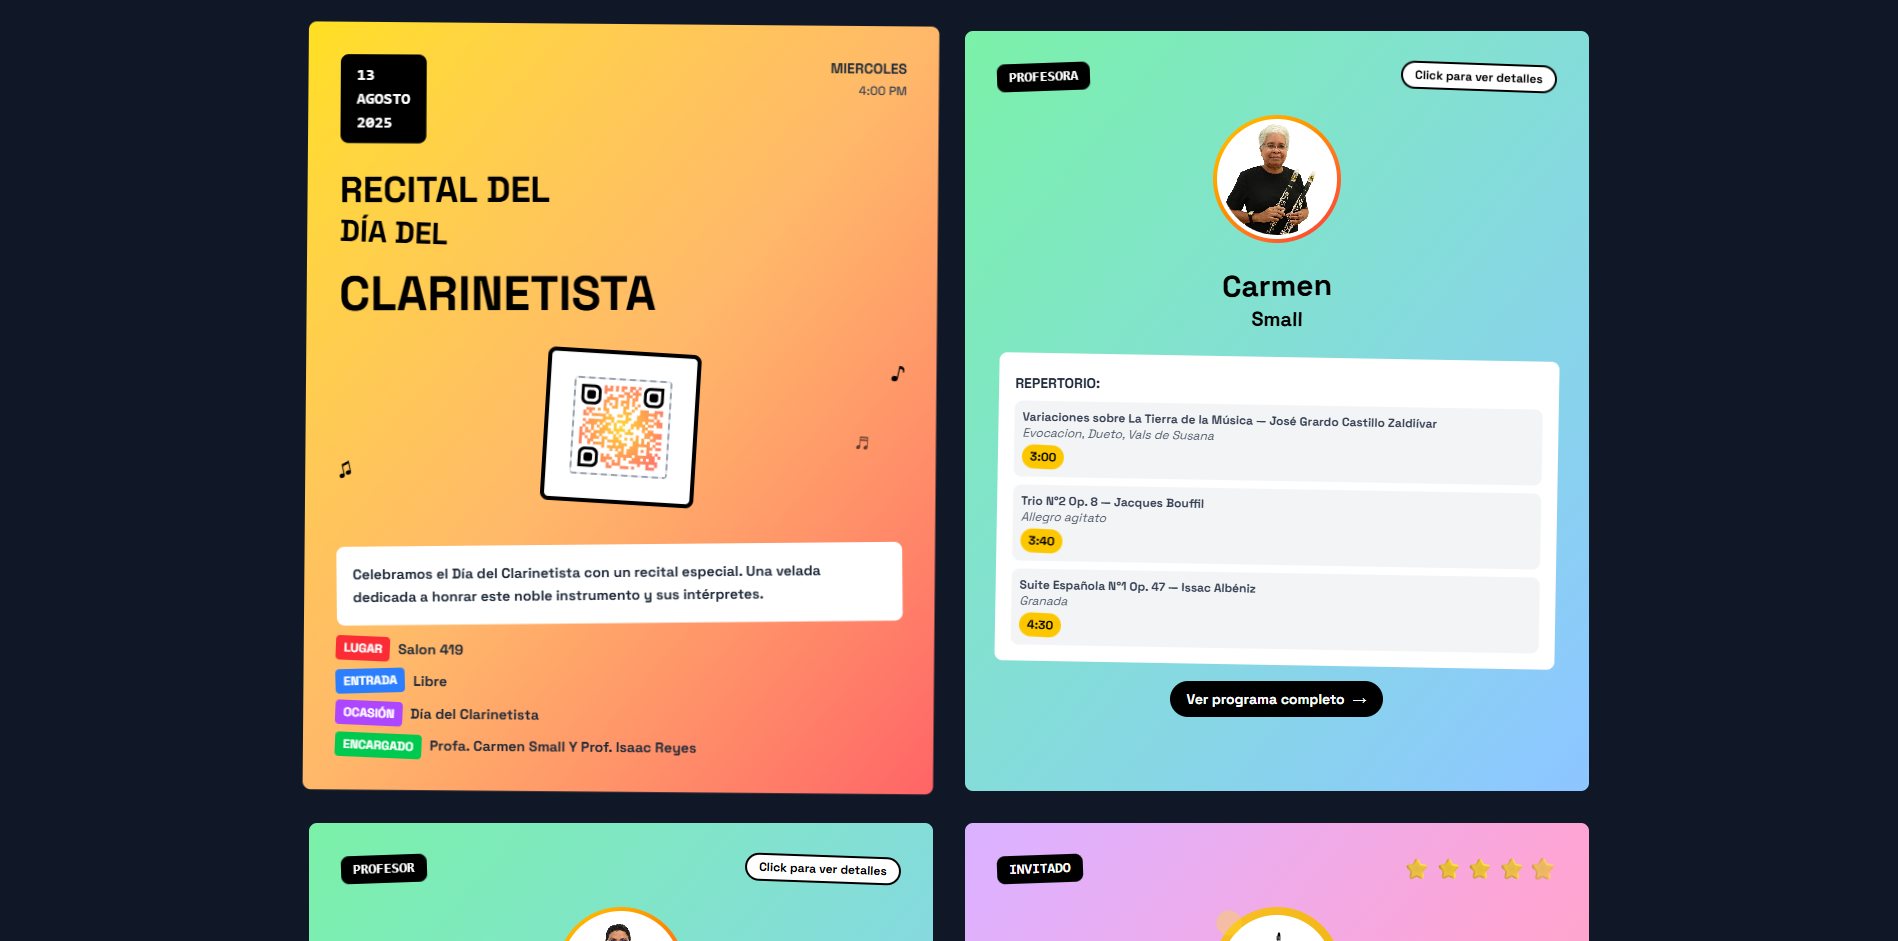 13
AGOSTO
2025
MIERCOLES
4:00 PM
RECITAL DEL
DÍA DEL
CLARINETISTA
Celebramos el Día del Clarinetista con un recital especial. Una velada
dedicada a honrar este noble instrumento y sus intérpretes.
LUGAR Salon 419
ENTRADA Libre
OCASIÓN Día del Clarinetista
ENCARGADO Profa. Carmen Small Y Prof. Isaac Reyes
PROFESORA
Click para ver detalles
Carmen
Small
REPERTORIO:
Variaciones sobre La Tierra de la Música — José Grardo Castillo Zaldiívar
Evocacion, Dueto, Vals de Susana
3:00
Trio N°2 Op. 8 — Jacques Bouffil
Allegro agitato
3:40
Suite Española N°1 Op. 47 — Issac Albéniz
Granada
4:30
Ver programa completo →
PROFESOR
Click para ver detalles
INVITADO